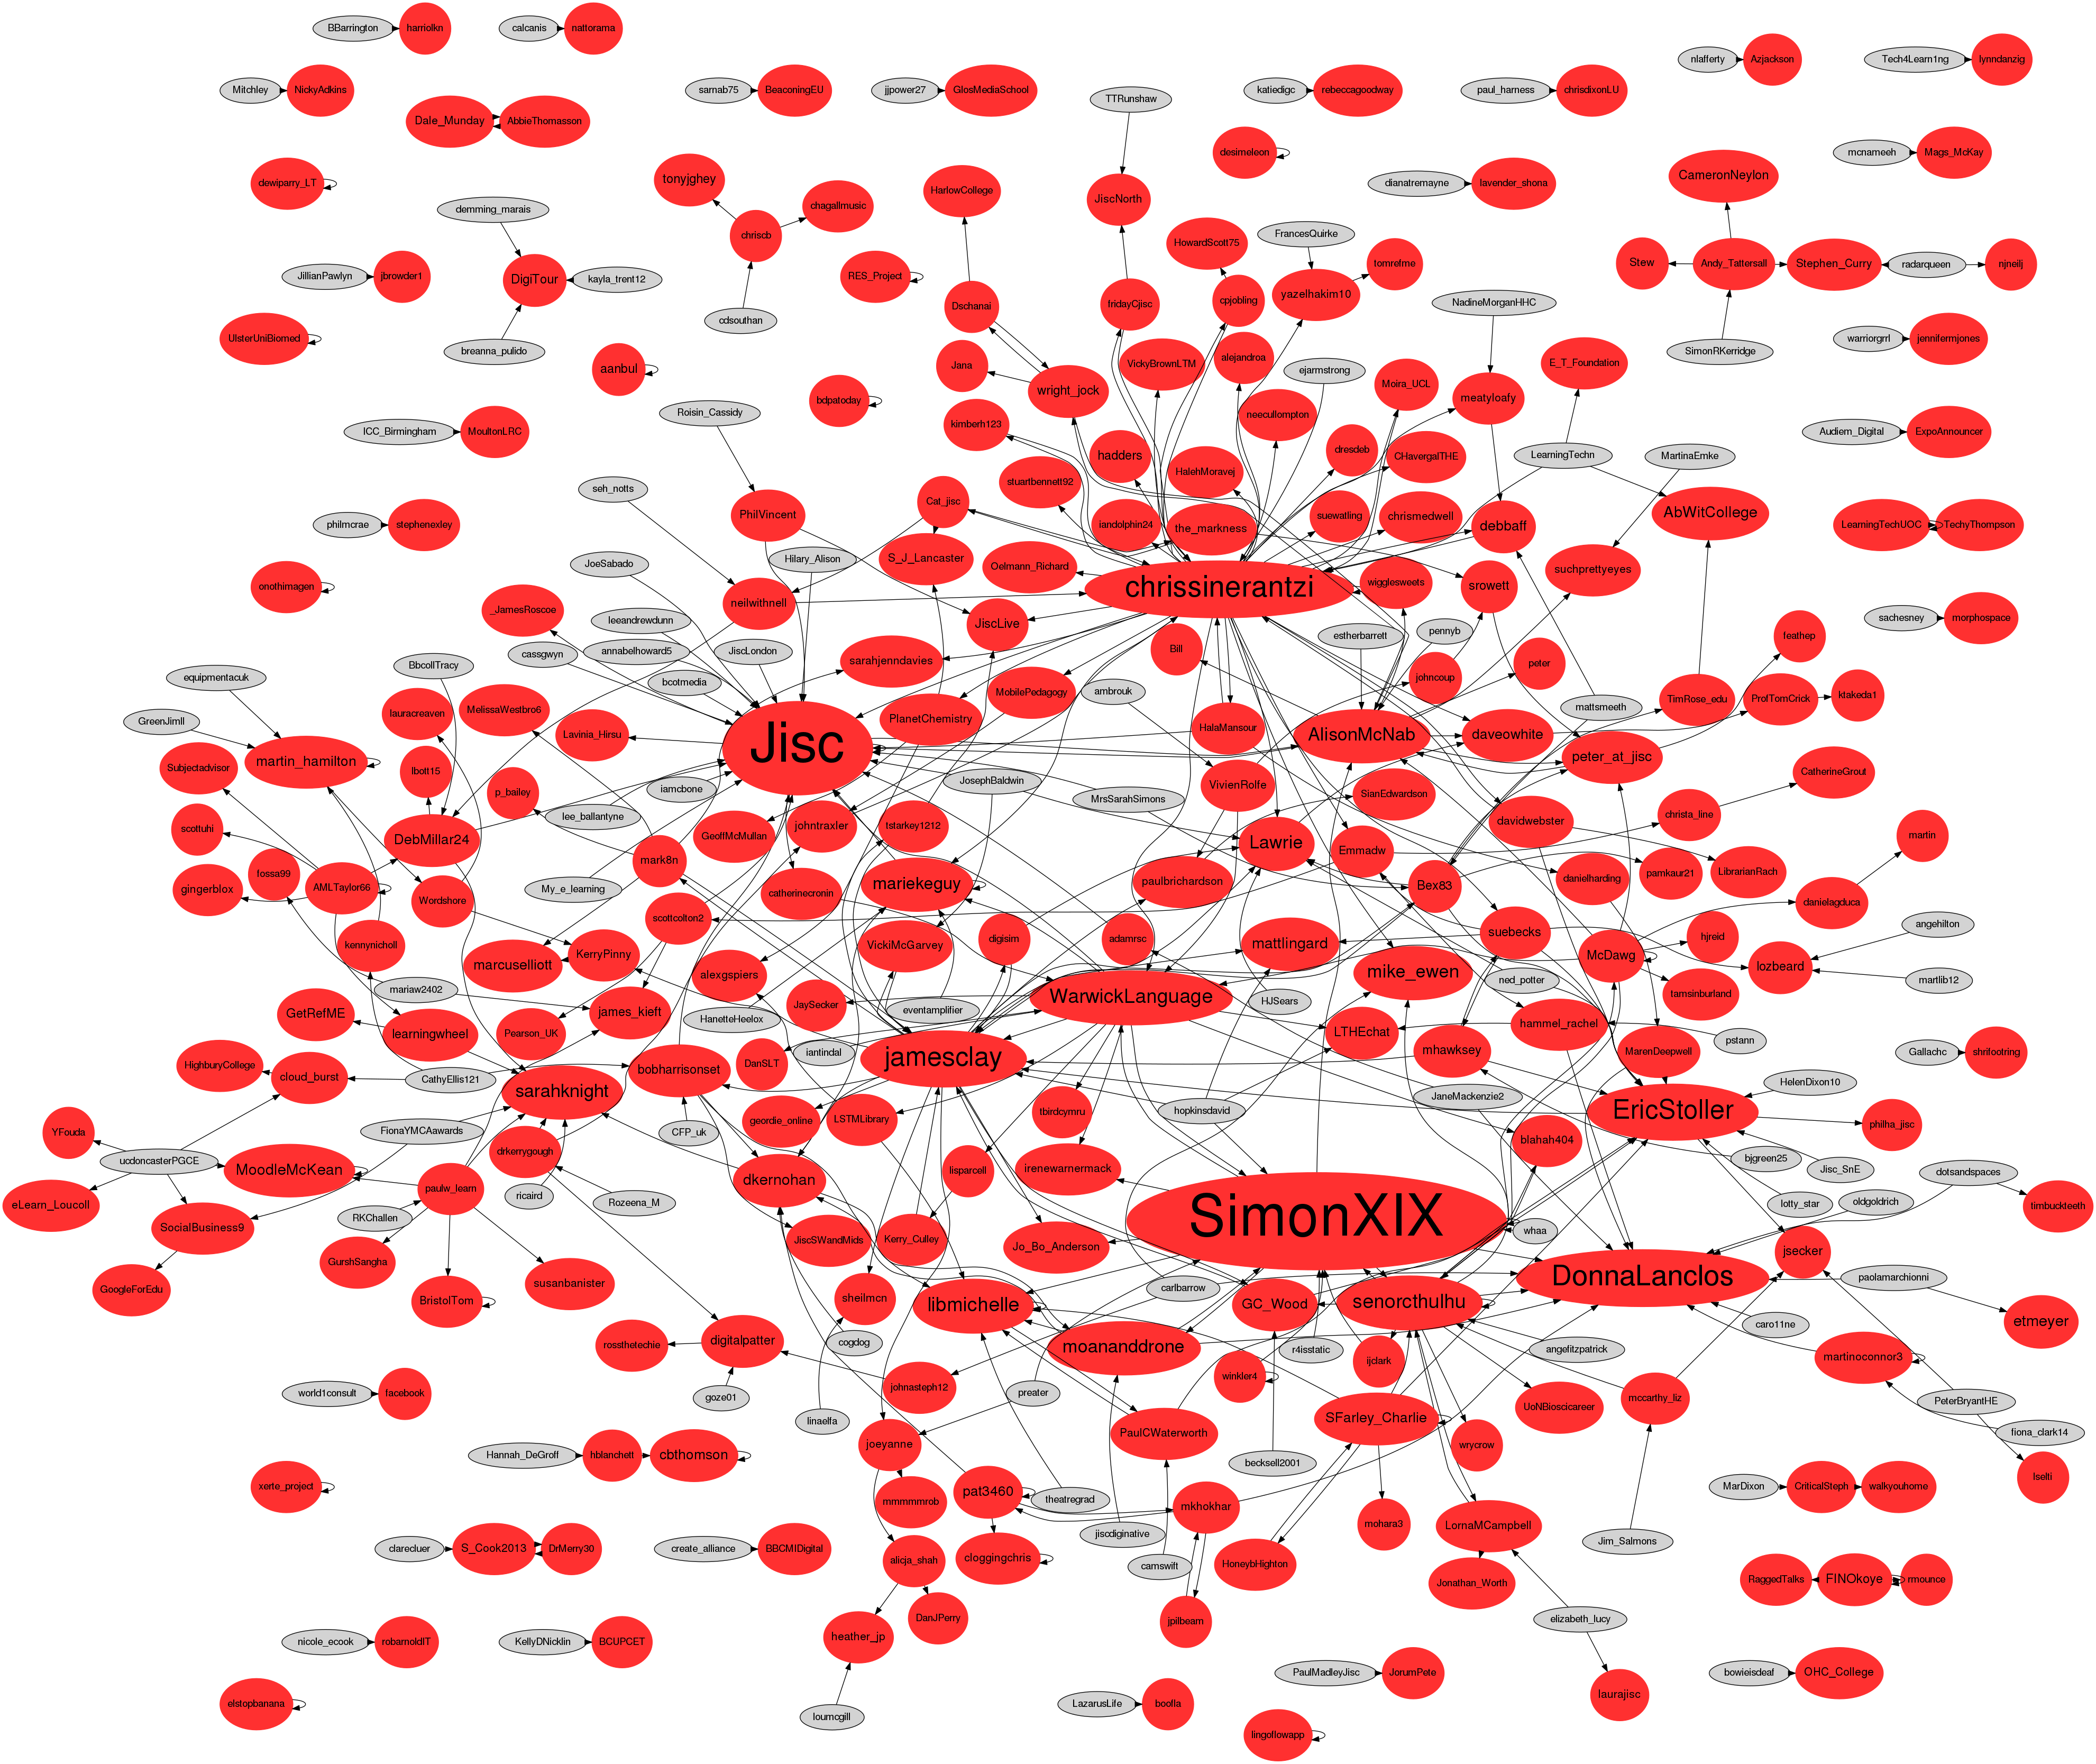 BBarrington
harriolkn
calcanis
nattorama
nlafferty
Azjackson
Tech4Learn1ng
lynndanzig
Mitchley
NickyAdkins
sarnab75
BeaconingEU
jjpower27
GlosMediaSchool
katiedigc
rebeccagoodway
paul_harness
chrisdixonLU
TTRunshaw
Dale_Munday
AbbieThomasson
desimeleon
mcnameeh
Mags_McKay
dewiparry_LT
tonyjghey
HarlowCollege
dianatremayne
lavender_shona
CameronNeylon
demming_marais
chagallmusic
JiscNorth
chriscb
HowardScott75
FrancesQuirke
tomrefme
Stew
Andy_Tattersall
Stephen_Curry
radarqueen
njneilj
JillianPawlyn
jbrowder1
DigiTour
kayla_trent12
RES_Project
Dschanai
fridayCjisc
cpjobling
yazelhakim10
NadineMorganHHC
cdsouthan
UlsterUniBiomed
breanna_pulido
warriorgrrl
jennifermjones
SimonRKerridge
aanbul
Jana
VickyBrownLTM
alejandroa
ejarmstrong
E_T_Foundation
wright_jock
Moira_UCL
meatyloafy
bdpatoday
Roisin_Cassidy
kimberh123
neecullompton
ICC_Birmingham
MoultonLRC
Audiem_Digital
ExpoAnnouncer
hadders
dresdeb
CHavergalTHE
LearningTechn
MartinaEmke
seh_notts
stuartbennett92
HalehMoravej
Cat_jisc
PhilVincent
AbWitCollege
philmcrae
stephenexley
iandolphin24
the_markness
suewatling
chrismedwell
debbaff
LearningTechUOC
TechyThompson
Hilary_Alison
S_J_Lancaster
JoeSabado
Oelmann_Richard
chrissinerantzi
wigglesweets
srowett
suchprettyeyes
onothimagen
_JamesRoscoe
neilwithnell
leeandrewdunn
JiscLive
sachesney
morphospace
cassgwyn
annabelhoward5
JiscLondon
sarahjenndavies
Bill
estherbarrett
pennyb
feathep
equipmentacuk
BbcollTracy
bcotmedia
MobilePedagogy
ambrouk
johncoup
peter
TimRose_edu
ProfTomCrick
ktakeda1
mattsmeeth
GreenJimll
lauracreaven
MelissaWestbro6
PlanetChemistry
HalaMansour
AlisonMcNab
daveowhite
Lavinia_Hirsu
Jisc
martin_hamilton
peter_at_jisc
Subjectadvisor
lbott15
p_bailey
iamcbone
JosephBaldwin
VivienRolfe
CatherineGrout
MrsSarahSimons
SianEdwardson
christa_line
scottuhi
lee_ballantyne
GeoffMcMullan
johntraxler
tstarkey1212
davidwebster
martin
DebMillar24
Lawrie
Emmadw
fossa99
mark8n
gingerblox
AMLTaylor66
Wordshore
My_e_learning
catherinecronin
mariekeguy
paulbrichardson
Bex83
danielharding
pamkaur21
LibrarianRach
danielagduca
scottcolton2
angehilton
kennynicholl
marcuselliott
KerryPinny
VickiMcGarvey
digisim
adamrsc
mattlingard
suebecks
McDawg
hjreid
lozbeard
alexgspiers
mike_ewen
ned_potter
martlib12
mariaw2402
JaySecker
WarwickLanguage
HJSears
tamsinburland
GetRefME
learningwheel
Pearson_UK
james_kieft
HanetteHeelox
eventamplifier
LTHEchat
hammel_rachel
pstann
HighburyCollege
cloud_burst
CathyEllis121
iantindal
DanSLT
jamesclay
mhawksey
MarenDeepwell
Gallachc
shrifootring
bobharrisonset
HelenDixon10
sarahknight
JaneMackenzie2
EricStoller
YFouda
FionaYMCAawards
CFP_uk
geordie_online
LSTMLibrary
tbirdcymru
hopkinsdavid
blahah404
philha_jisc
ucdoncasterPGCE
MoodleMcKean
drkerrygough
lisparcell
irenewarnermack
bjgreen25
Jisc_SnE
dotsandspaces
eLearn_Loucoll
paulw_learn
ricaird
Rozeena_M
dkernohan
lotty_star
oldgoldrich
timbuckteeth
SocialBusiness9
RKChallen
JiscSWandMids
Kerry_Culley
Jo_Bo_Anderson
SimonXIX
whaa
jsecker
GurshSangha
GoogleForEdu
BristolTom
susanbanister
sheilmcn
libmichelle
carlbarrow
GC_Wood
senorcthulhu
DonnaLanclos
paolamarchionni
etmeyer
caro11ne
rossthetechie
digitalpatter
cogdog
moananddrone
r4isstatic
ijclark
angefitzpatrick
martinoconnor3
world1consult
facebook
goze01
johnasteph12
preater
winkler4
UoNBioscicareer
mccarthy_liz
PeterBryantHE
linaelfa
joeyanne
PaulCWaterworth
SFarley_Charlie
wrycrow
fiona_clark14
Hannah_DeGroff
hblanchett
cbthomson
becksell2001
lselti
xerte_project
mmmmmrob
pat3460
theatregrad
mkhokhar
MarDixon
CriticalSteph
walkyouhome
mohara3
LornaMCampbell
jiscdiginative
Jim_Salmons
clarecluer
S_Cook2013
DrMerry30
create_alliance
BBCMIDigital
alicja_shah
cloggingchris
camswift
HoneybHighton
Jonathan_Worth
RaggedTalks
FINOkoye
rmounce
DanJPerry
jpilbeam
elizabeth_lucy
nicole_ecook
robarnoldIT
KellyDNicklin
BCUPCET
heather_jp
PaulMadleyJisc
JorumPete
bowieisdeaf
OHC_College
elstopbanana
loumcgill
LazarusLife
boofla
laurajisc
lingoflowapp